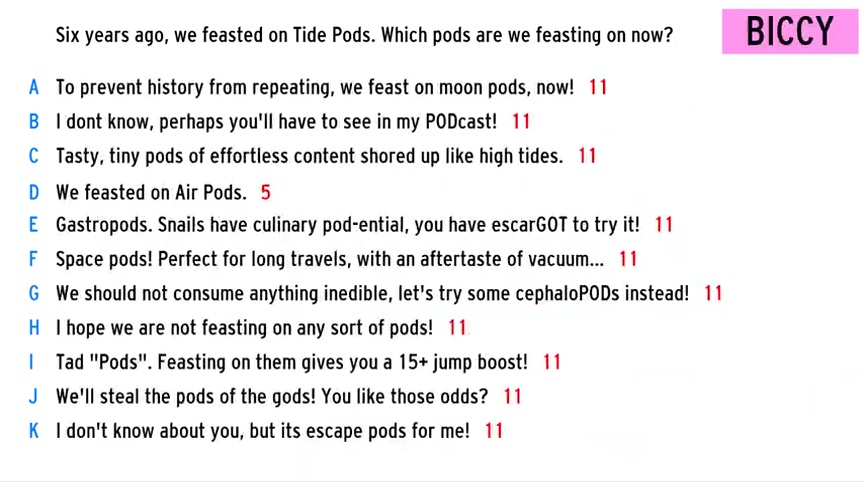 Six years ago, we feasted on Tide Pods. Which pods are we feasting on now?
BICCY
A To prevent history from repeating, we feast on moon pods, now! 11
B I dont know, perhaps you'll have to see in my PODcast! 11
C Tasty, tiny pods of effortless content shored up like high tides. 11
D We feasted on Air Pods. 5
E Gastropods. Snails have culinary pod-ential, you have escarGOT to try it! 11
F Space pods! Perfect for long travels, with an aftertaste of vacuum... 11
G We should not consume anything inedible, let's try some cephaloPODs instead! 11
H I hope we are not feasting on any sort of pods! 11
I Tad "Pods". Feasting on them gives you a 15+ jump boost! 11
J We'll steal the pods of the gods! You like those odds? 11
K I don't know about you, but its escape pods for me! 11